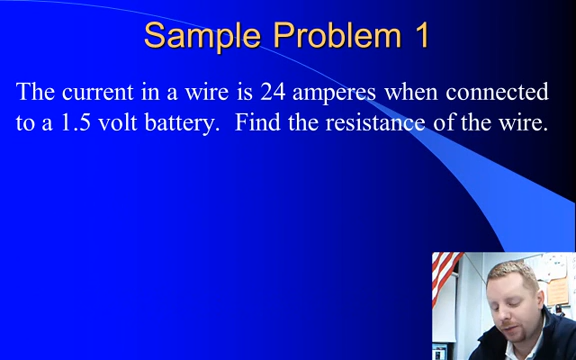 Sample Problem 1
The current in a wire is 24 amperes when connected
to a 1.5 volt battery.  Find the resistance of the wire.